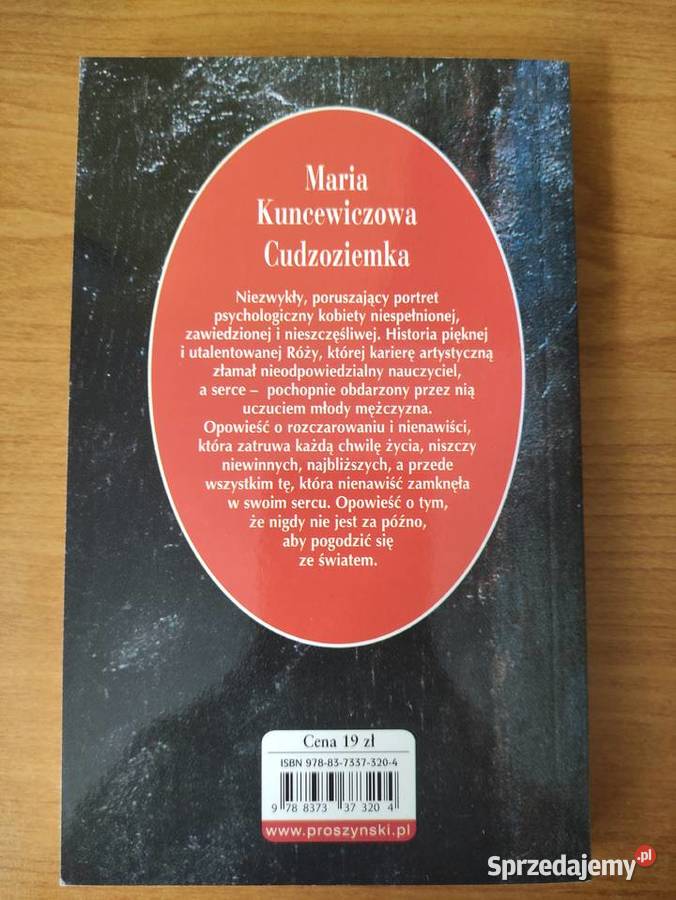 Maria
Kuncewiczowa
Cudzoziemka
Niezwykły, poruszający portret
psychologiczny kobiety niespełnionej,
zawiedzionej i nieszczęśliwej. Historia pięknej
i utalentowanej Róży, której karierę artystyczną
złamał nieodpowiedzialny nauczyciel,
a serce – pochopnie obdarzony przez nią
uczuciem młody mężczyzna.
Opowieść o rozczarowaniu i nienawiści,
która zatruwa każdą chwilę życia, niszczy
niewinnych, najbliższych, a przede
wszystkim tę, która nienawiść zamknęła
w swoim sercu. Opowieść o tym,
że nigdy nie jest za późno,
aby pogodzić się
ze światem.
Cena 19 zł
ISBN 978-83-7337-320-4
9 788373 373204
www.proszynski.pl
Sprzedajemy.pl